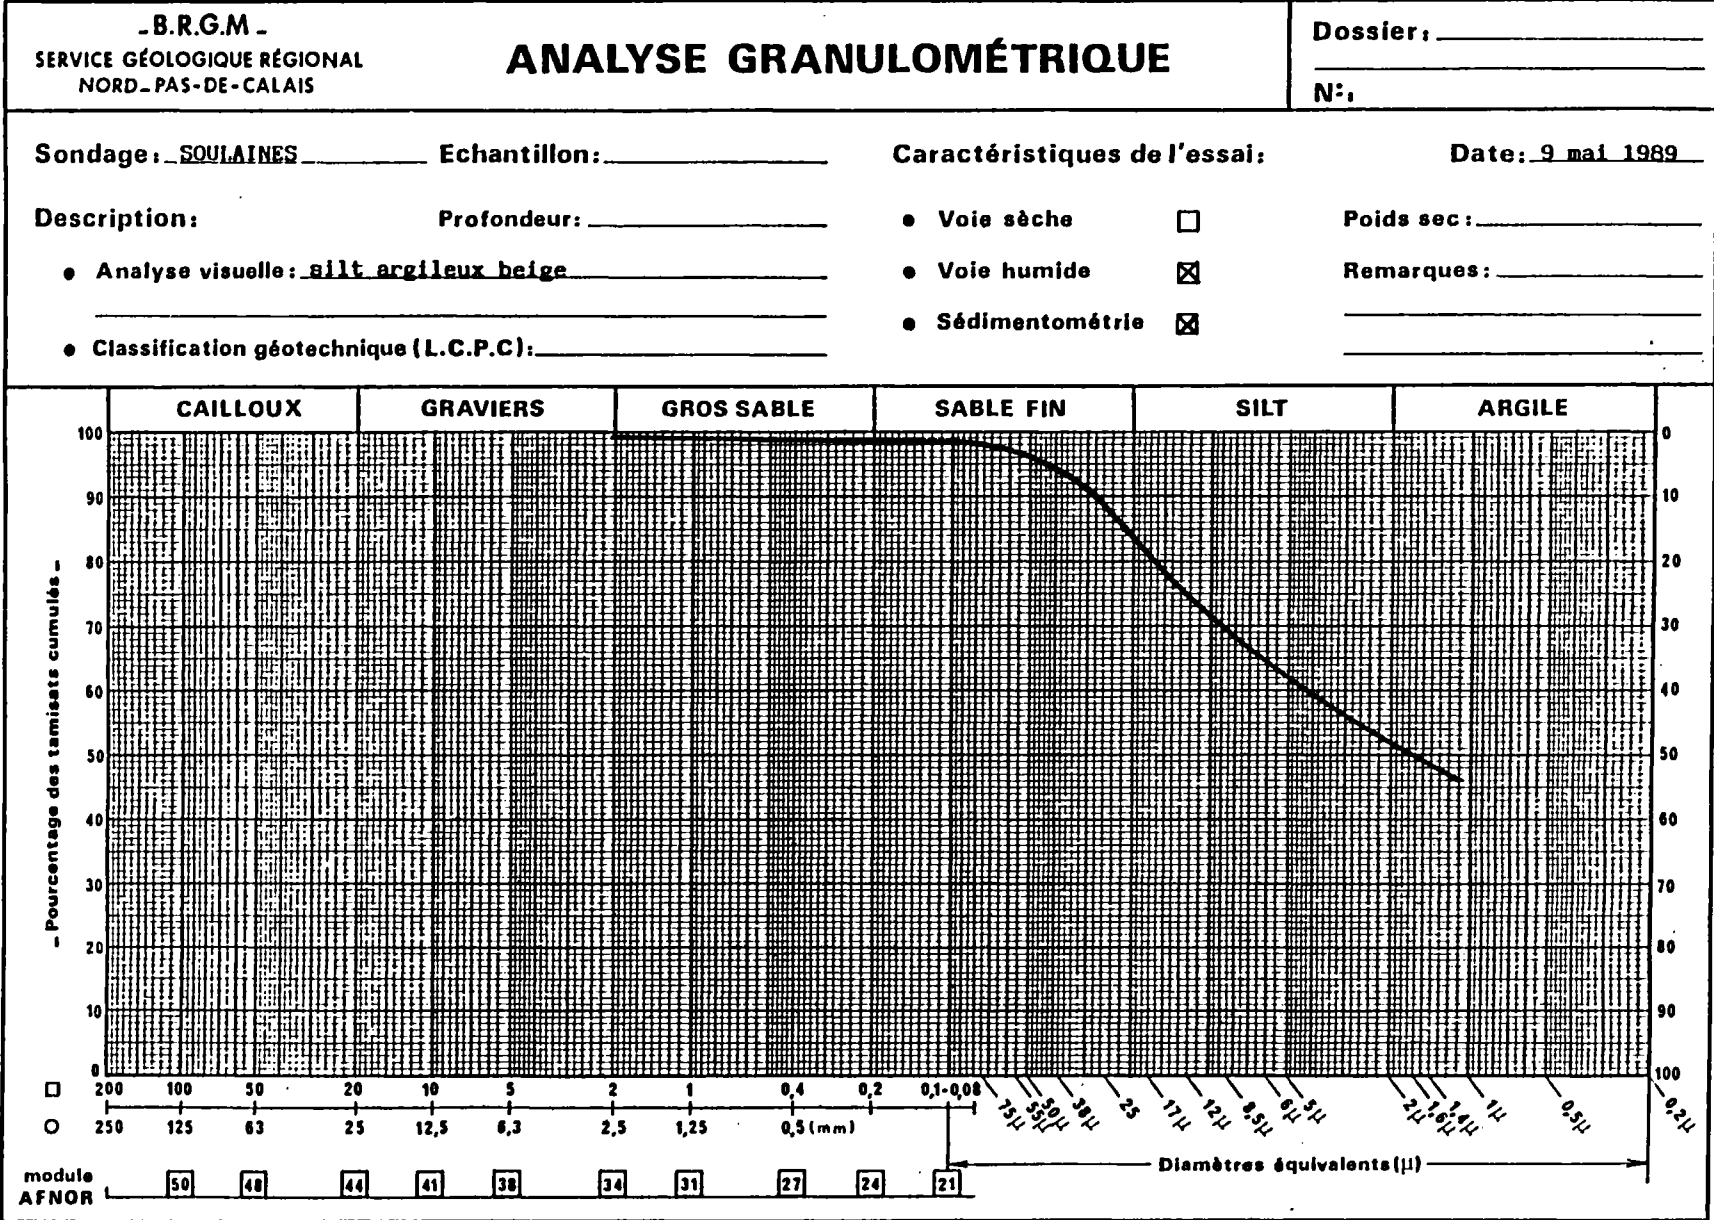 -B.R.G.M-
SERVICE GÉOLOGIQUE RÉGIONAL
NORD-PAS-DE-CALAIS
ANALYSE GRANULOMÉTRIQUE
Dossier:
N°:
Sondage: SOULAINES Echantillon: Caractéristiques de l'essai: Date: 9 mai 1989
Description: Profondeur: • Voie sèche □ Poids sec:
• Analyse visuelle: silt argileux beige • Voie humide ☒ Remarques:
• Sédimentométrie ☒
• Classification géotechnique (L.C.P.C):
CAILLOUX GRAVIERS GROS SABLE SABLE FIN SILT ARGILE
- Pourcentage des tamisats cumulés -
100 0
90 10
80 20
70 30
60 40
50 50
40 60
30 70
20 80
10 90
0 100
□ 200 100 50 20 10 5 2 1 0,4 0,2 0,1-0,08
75µ 55µ 50µ 38µ 25 17µ 12µ 8,5µ 6µ 5µ 2µ 1,6µ 1,4µ 1µ 0,5µ 0,2µ
○ 250 125 63 25 12,5 6,3 2,5 1,25 0,5 (mm)
Diamètres équivalents (µ)
module
AFNOR
50 48 44 41 38 34 31 27 24 21